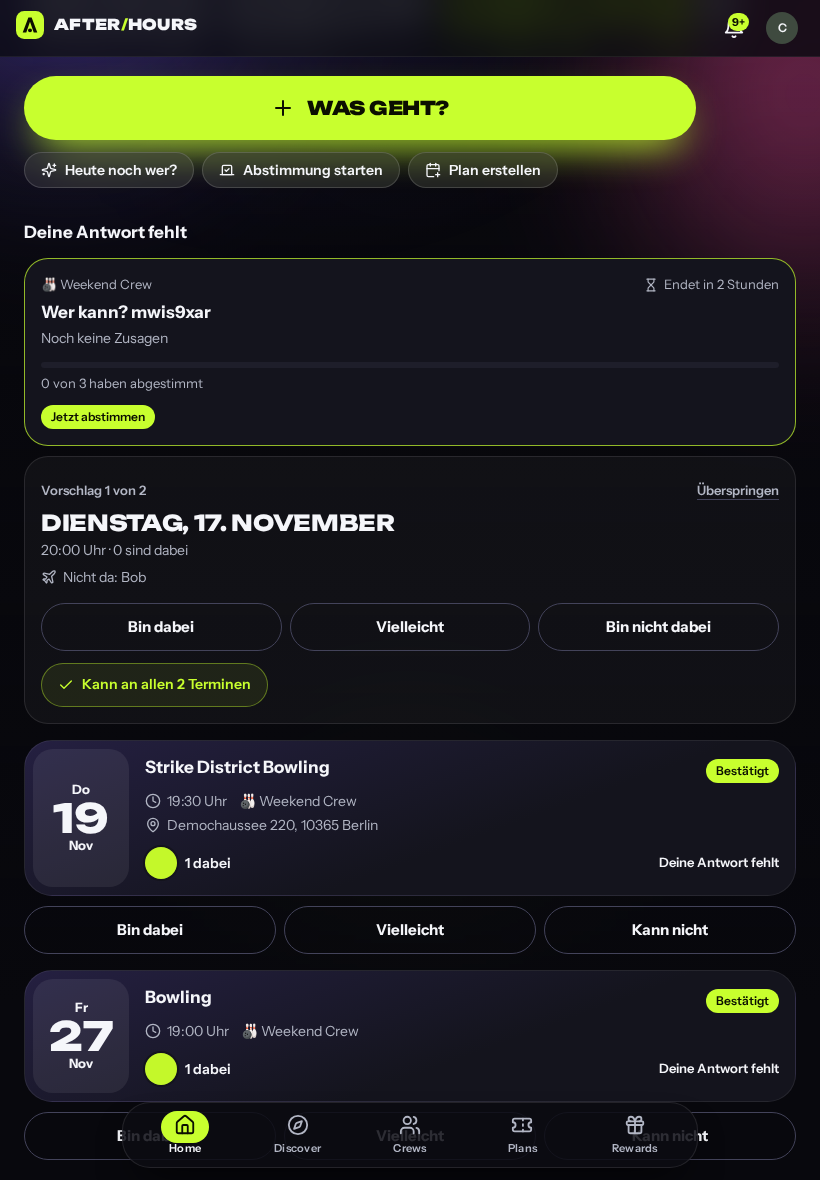 AFTER/HOURS
9+
C
WAS GEHT?
Heute noch wer?
Abstimmung starten
Plan erstellen
Deine Antwort fehlt
Weekend Crew
Endet in 2 Stunden
Wer kann? mwis9xar
Noch keine Zusagen
0 von 3 haben abgestimmt
Jetzt abstimmen
Vorschlag 1 von 2
Überspringen
DIENSTAG, 17. NOVEMBER
20:00 Uhr · 0 sind dabei
Nicht da: Bob
Bin dabei
Vielleicht
Bin nicht dabei
Kann an allen 2 Terminen
Do
19
Nov
Strike District Bowling
Bestätigt
19:30 Uhr
Weekend Crew
Demochaussee 220, 10365 Berlin
1 dabei
Deine Antwort fehlt
Bin dabei
Vielleicht
Kann nicht
Fr
27
Nov
Bowling
Bestätigt
19:00 Uhr
Weekend Crew
1 dabei
Deine Antwort fehlt
Bin dabei
Vielleicht
Kann nicht
Home
Discover
Crews
Plans
Rewards